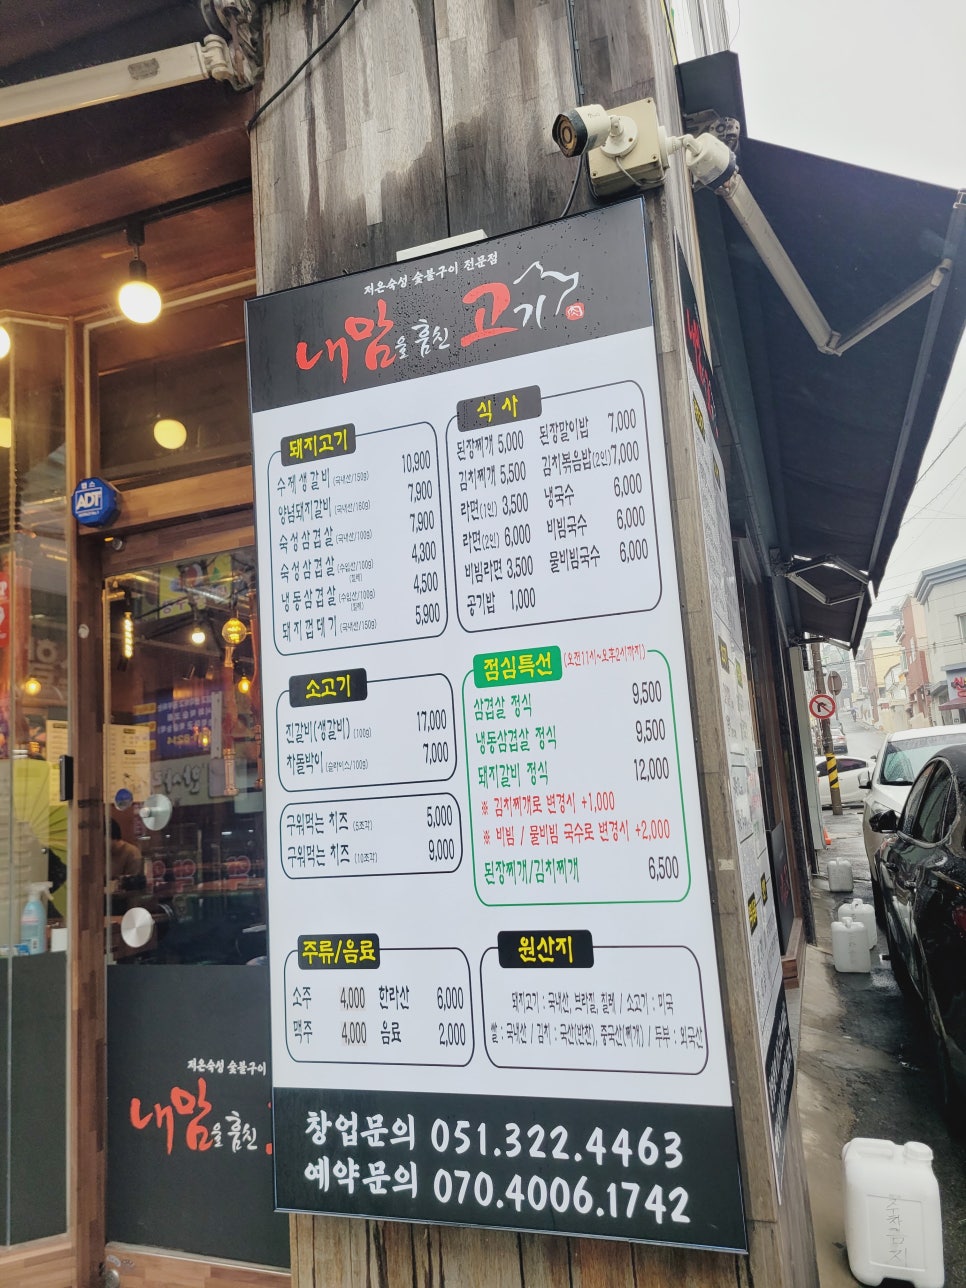 저온숙성 숯불구이 전문점
내맘을 훔친 고기
肉
돼지고기
수제생갈비 (국내산/150g) 10,900
양념돼지갈비 (국내산/160g) 7,900
숙성삼겹살 (국내산/100g) 7,900
숙성삼겹살 (수입산/100g) (칠레) 4,300
냉동삼겹살 (수입산/100g) (칠레) 4,500
돼지껍데기 (국내산/150g) 5,900
소고기
진갈비(생갈비) (100g) 17,000
차돌박이 (슬라이스/100g) 7,000
구워먹는 치즈 (5조각) 5,000
구워먹는 치즈 (10조각) 9,000
식사
된장찌개 5,000 된장말이밥 7,000
김치찌개 5,500 김치볶음밥(2인) 7,000
라면(1인) 3,500 냉국수 6,000
라면(2인) 6,000 비빔국수 6,000
비빔라면 3,500 물비빔국수 6,000
공기밥 1,000
점심특선 (오전11시~오후2시까지)
삼겹살 정식 9,500
냉동삼겹살 정식 9,500
돼지갈비 정식 12,000
※ 김치찌개로 변경시 +1,000
※ 비빔 / 물비빔 국수로 변경시 +2,000
된장찌개/김치찌개 6,500
주류/음료
소주 4,000 한라산 6,000
맥주 4,000 음료 2,000
원산지
돼지고기 : 국내산, 브라질, 칠레 / 소고기 : 미국
쌀 : 국내산 / 김치 : 국산(반찬), 중국산(찌개) / 두부 : 외국산
창업문의 051.322.4463
예약문의 070.4006.1742
ADT
저온숙성 숯불구이
내맘을 훔친
주차금지